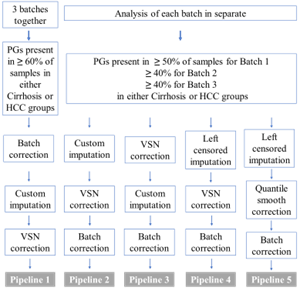 3 batches
together
Analysis of each batch in separate
PGs present
in ≥ 60% of
samples in
either
Cirrhosis or
HCC groups
PGs present in ≥ 50% of samples for Batch 1
≥ 40% for Batch 2
≥ 40% for Batch 3
in either Cirrhosis or HCC groups
Batch
correction
Custom
imputation
VSN
correction
Left
censored
imputation
Left
censored
imputation
Custom
imputation
VSN
correction
Custom
imputation
VSN
correction
Quantile
smooth
correction
VSN
correction
Batch
correction
Batch
correction
Batch
correction
Batch
correction
Pipeline 1
Pipeline 2
Pipeline 3
Pipeline 4
Pipeline 5